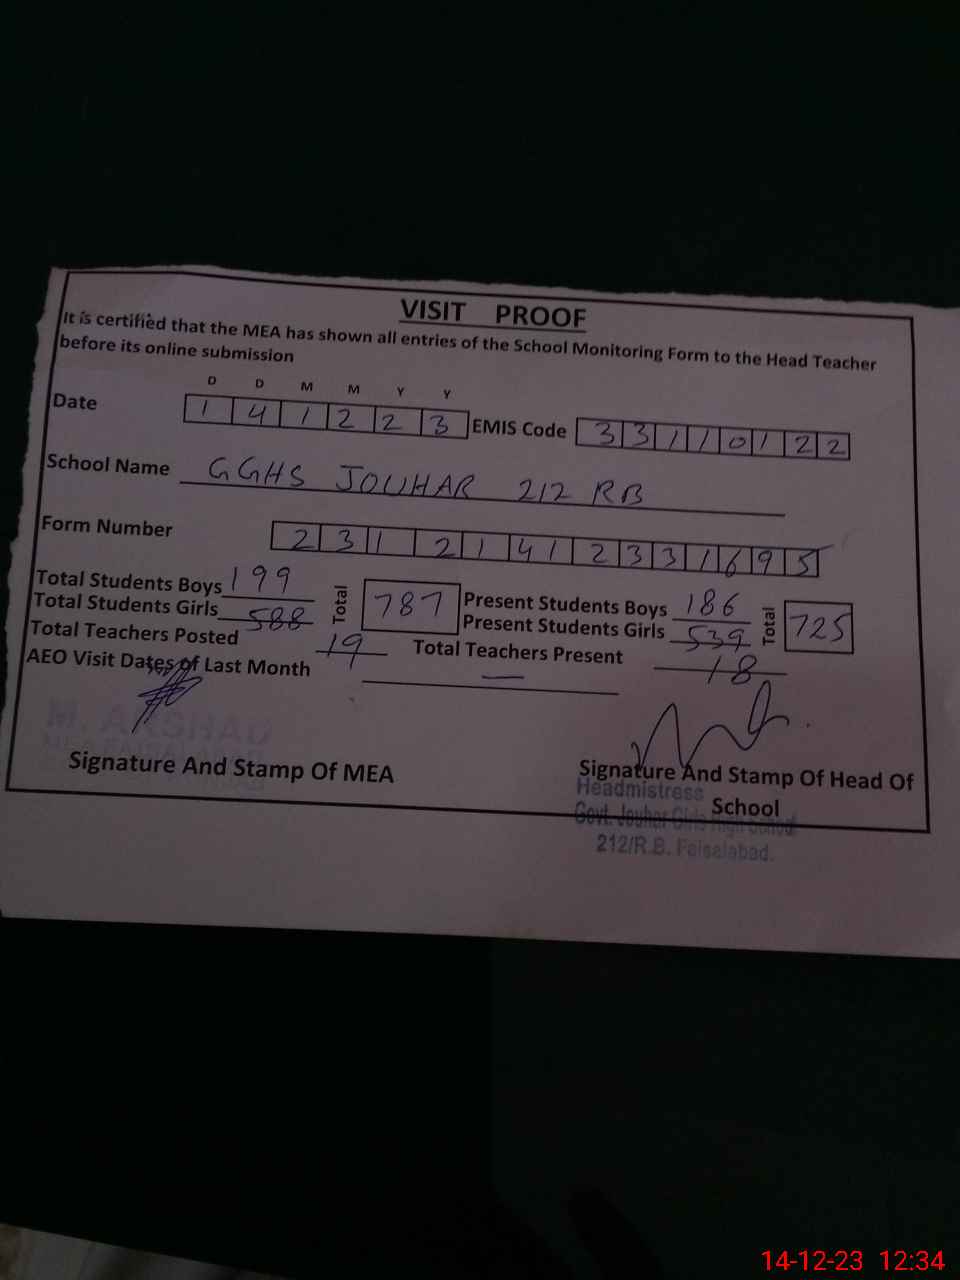 VISIT PROOF
It is certified that the MEA has shown all entries of the School Monitoring Form to the Head Teacher
before its online submission
D D M M Y Y
Date 1 4 1 2 2 3 EMIS Code 3 3 1 1 0 1 2 2
School Name GGHS JOUHAR 212 RB
Form Number 2 3 1 2 1 4 1 2 3 3 1 6 9 5
Total Students Boys 199 Total 787 Present Students Boys 186 Total 725
Total Students Girls 588 Present Students Girls 539
Total Teachers Posted 19 Total Teachers Present 18
AEO Visit Dates of Last Month —
M. ARSHAD
Signature And Stamp Of MEA
Signature And Stamp Of Head Of
School
Headmistress
Govt. Jouhar Girls High School
212/R.B. Faisalabad.
14-12-23 12:34